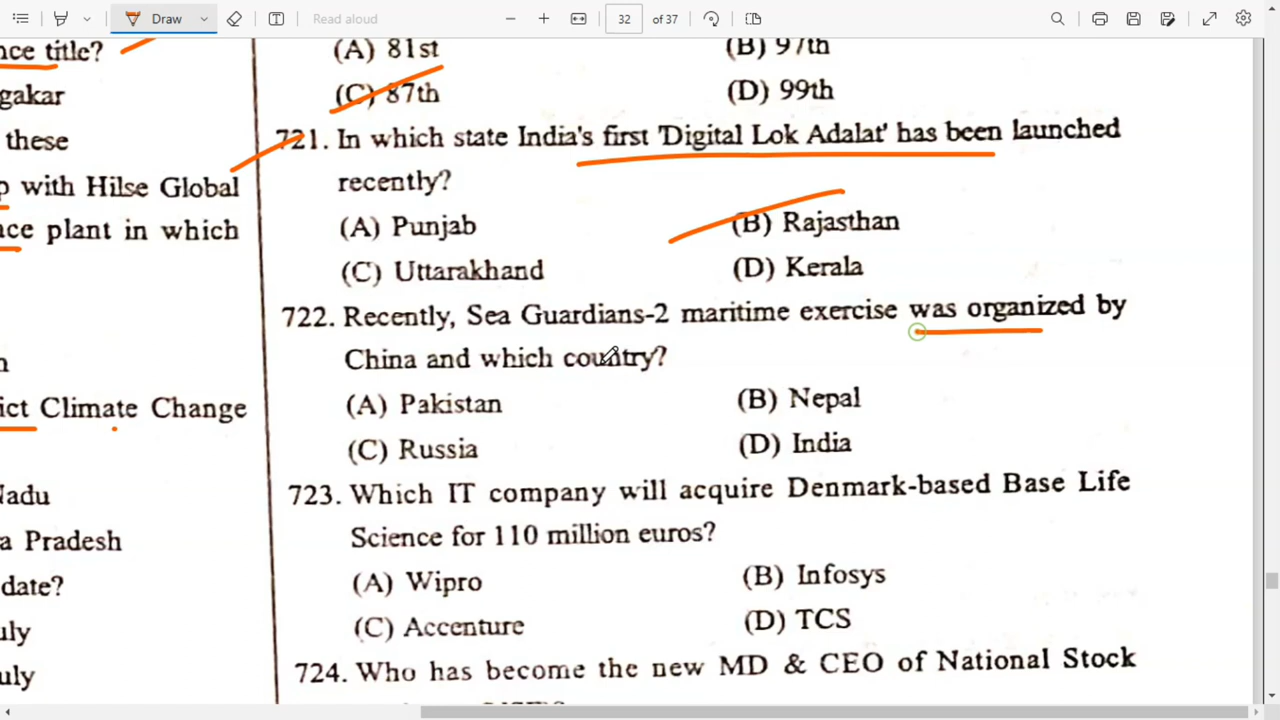 Draw
Read aloud
32 of 37
nce title?
gakar
these
p with Hilse Global
ce plant in which
n
ict Climate Change
Nadu
a Pradesh
date?
uly
uly
(A) 81st (B) 97th
(C) 87th (D) 99th
721. In which state India's first 'Digital Lok Adalat' has been launched
recently?
(A) Punjab (B) Rajasthan
(C) Uttarakhand (D) Kerala
722. Recently, Sea Guardians-2 maritime exercise was organized by
China and which country?
(A) Pakistan (B) Nepal
(C) Russia (D) India
723. Which IT company will acquire Denmark-based Base Life
Science for 110 million euros?
(A) Wipro (B) Infosys
(C) Accenture (D) TCS
724. Who has become the new MD & CEO of National Stock